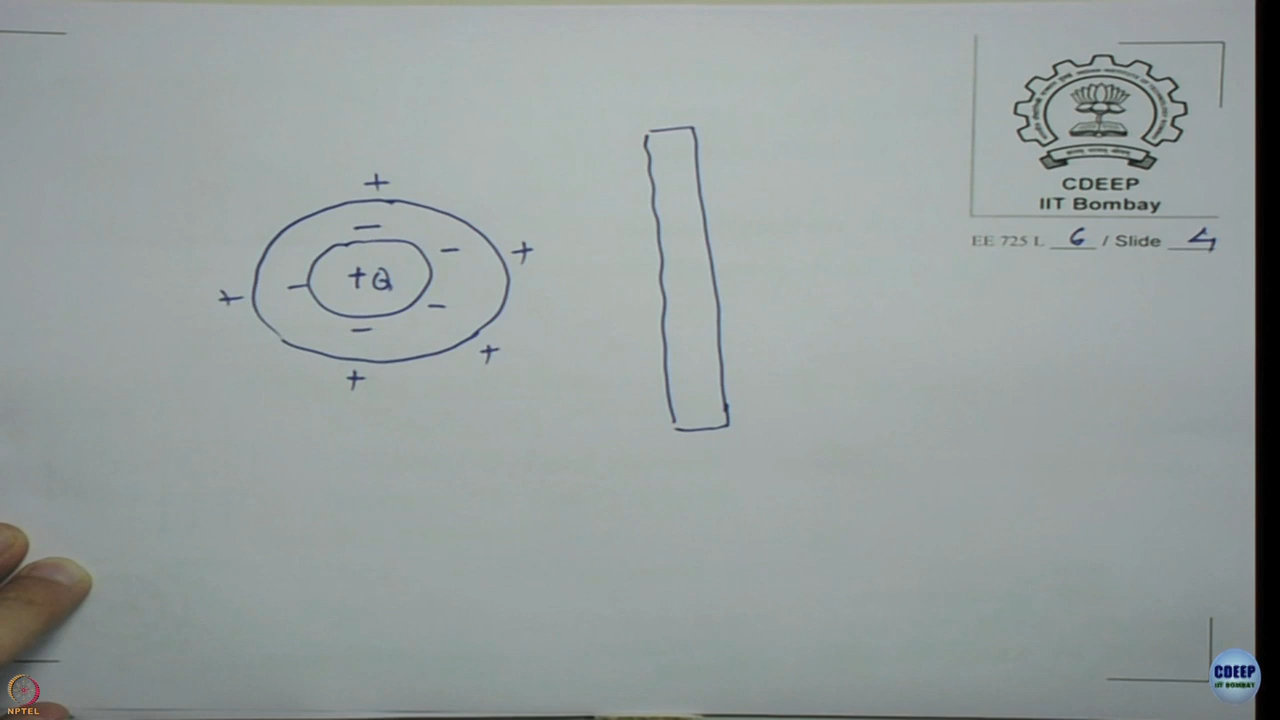 CDEEP
IIT Bombay
EE 725 L 6 / Slide 4
+
-
+ - - +
+ - +Q -
- +
+
CDEEP
IIT BOMBAY
NPTEL